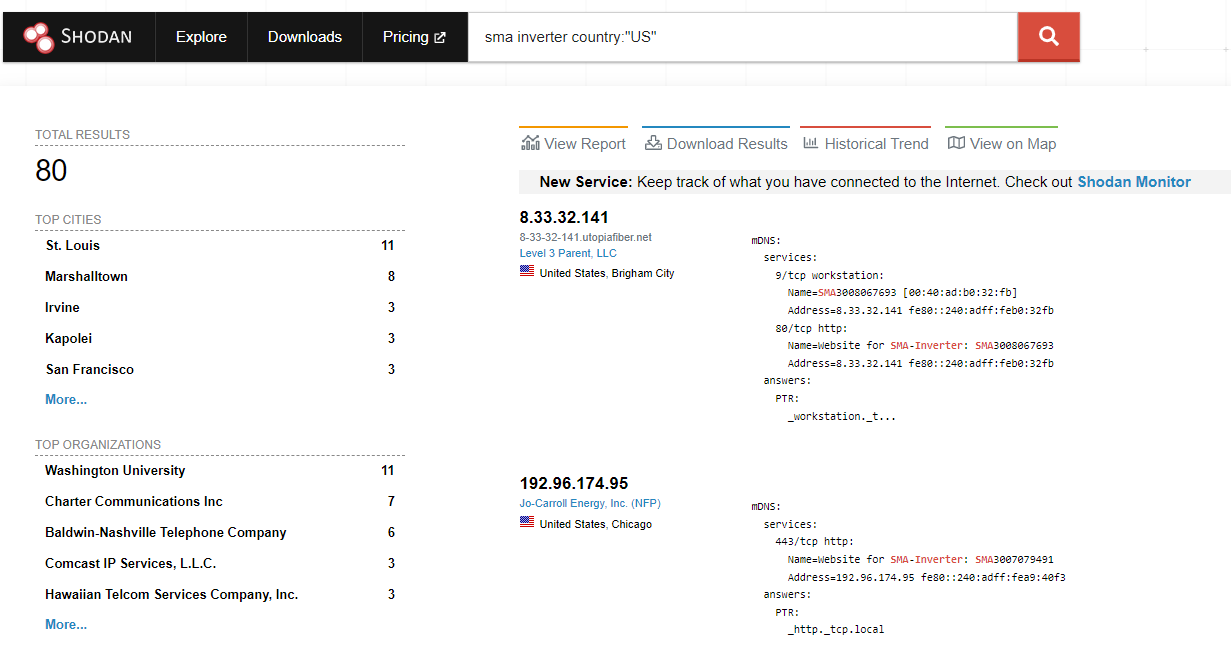 SHODAN Explore Downloads Pricing sma inverter country:"US"
TOTAL RESULTS
80
TOP CITIES
St. Louis 11
Marshalltown 8
Irvine 3
Kapolei 3
San Francisco 3
More...
TOP ORGANIZATIONS
Washington University 11
Charter Communications Inc 7
Baldwin-Nashville Telephone Company 6
Comcast IP Services, L.L.C. 3
Hawaiian Telcom Services Company, Inc. 3
More...
View Report Download Results Historical Trend View on Map
New Service: Keep track of what you have connected to the Internet. Check out Shodan Monitor
8.33.32.141
8-33-32-141.utopiafiber.net
Level 3 Parent, LLC
United States, Brigham City
mDNS:
services:
9/tcp workstation:
Name=SMA3008067693 [00:40:ad:b0:32:fb]
Address=8.33.32.141 fe80::240:adff:feb0:32fb
80/tcp http:
Name=Website for SMA-Inverter: SMA3008067693
Address=8.33.32.141 fe80::240:adff:feb0:32fb
answers:
PTR:
_workstation._t...
192.96.174.95
Jo-Carroll Energy, Inc. (NFP)
United States, Chicago
mDNS:
services:
443/tcp http:
Name=Website for SMA-Inverter: SMA3007079491
Address=192.96.174.95 fe80::240:adff:fea9:40f3
answers:
PTR:
_http._tcp.local